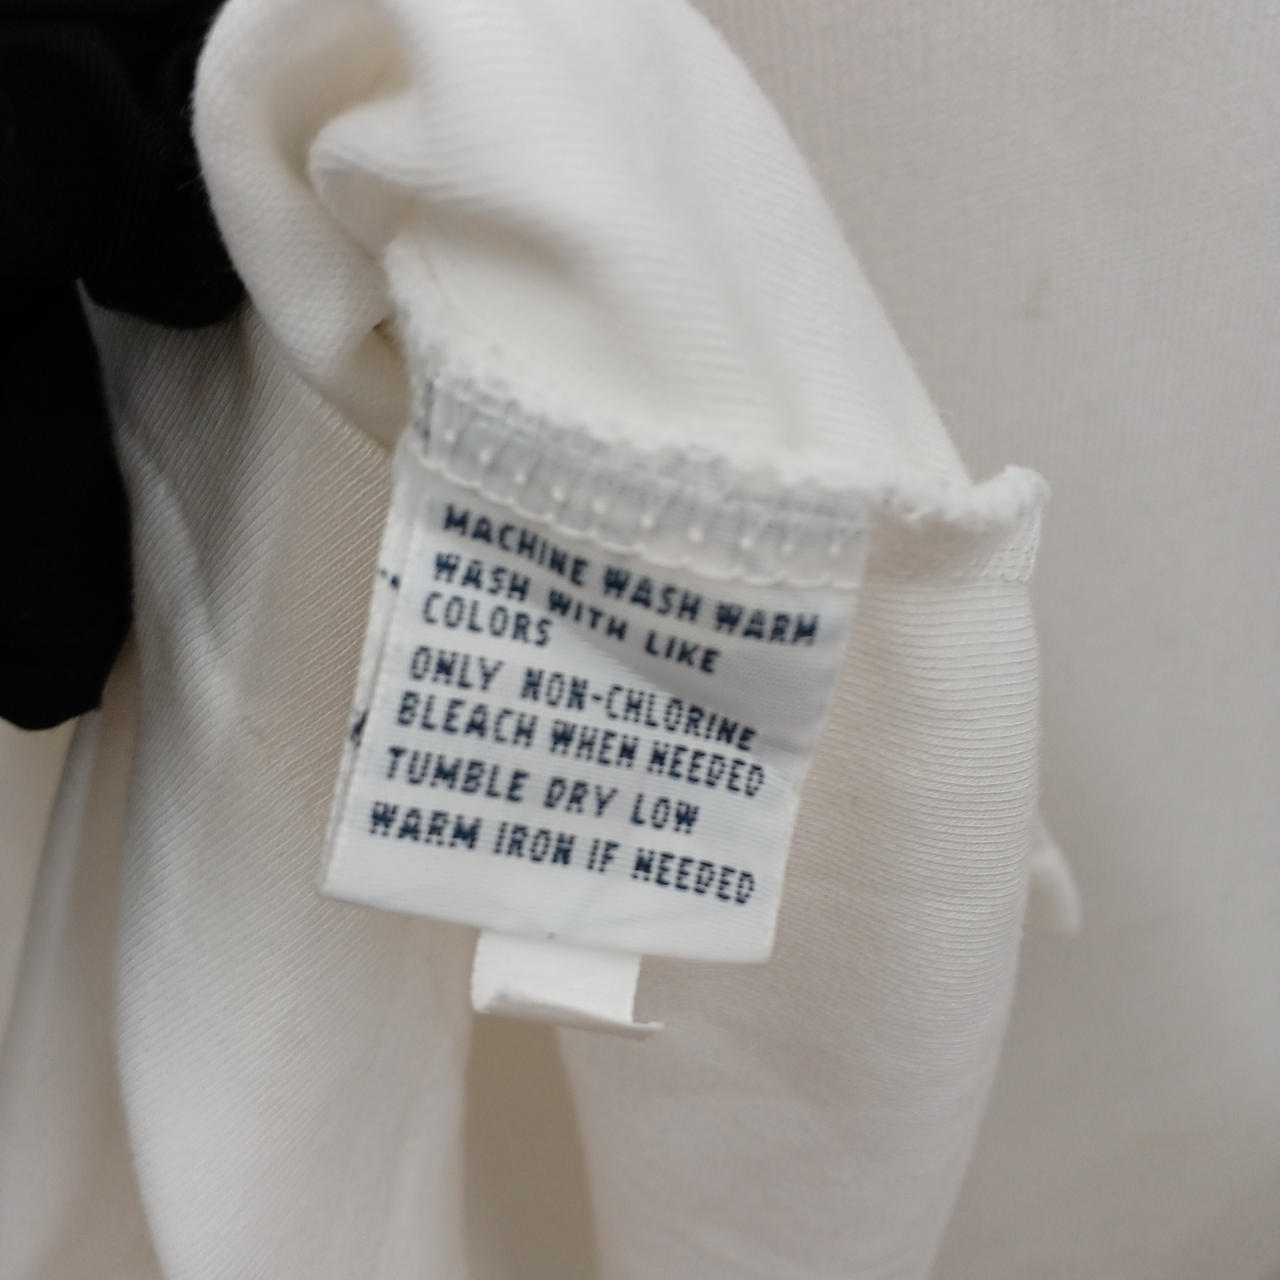 MACHINE WASH WARM
WASH WITH LIKE
COLORS
ONLY NON-CHLORINE
BLEACH WHEN NEEDED
TUMBLE DRY LOW
WARM IRON IF NEEDED